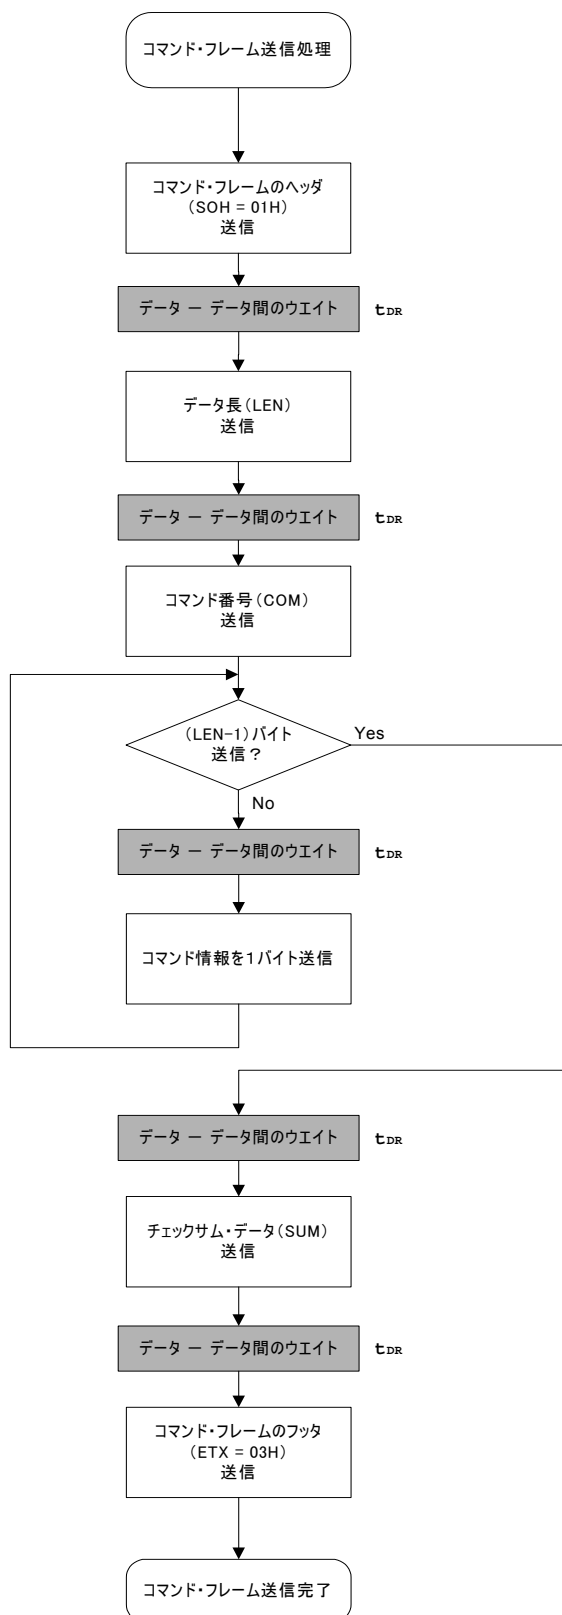 コマンド・フレーム送信処理
コマンド・フレームのヘッダ
(SOH = 01H)
送信
データ － データ間のウエイト tDR
データ長(LEN)
送信
データ － データ間のウエイト tDR
コマンド番号(COM)
送信
(LEN-1)バイト
送信？
Yes
No
データ － データ間のウエイト tDR
コマンド情報を１バイト送信
データ － データ間のウエイト tDR
チェックサム・データ(SUM)
送信
データ － データ間のウエイト tDR
コマンド・フレームのフッタ
(ETX = 03H)
送信
コマンド・フレーム送信完了